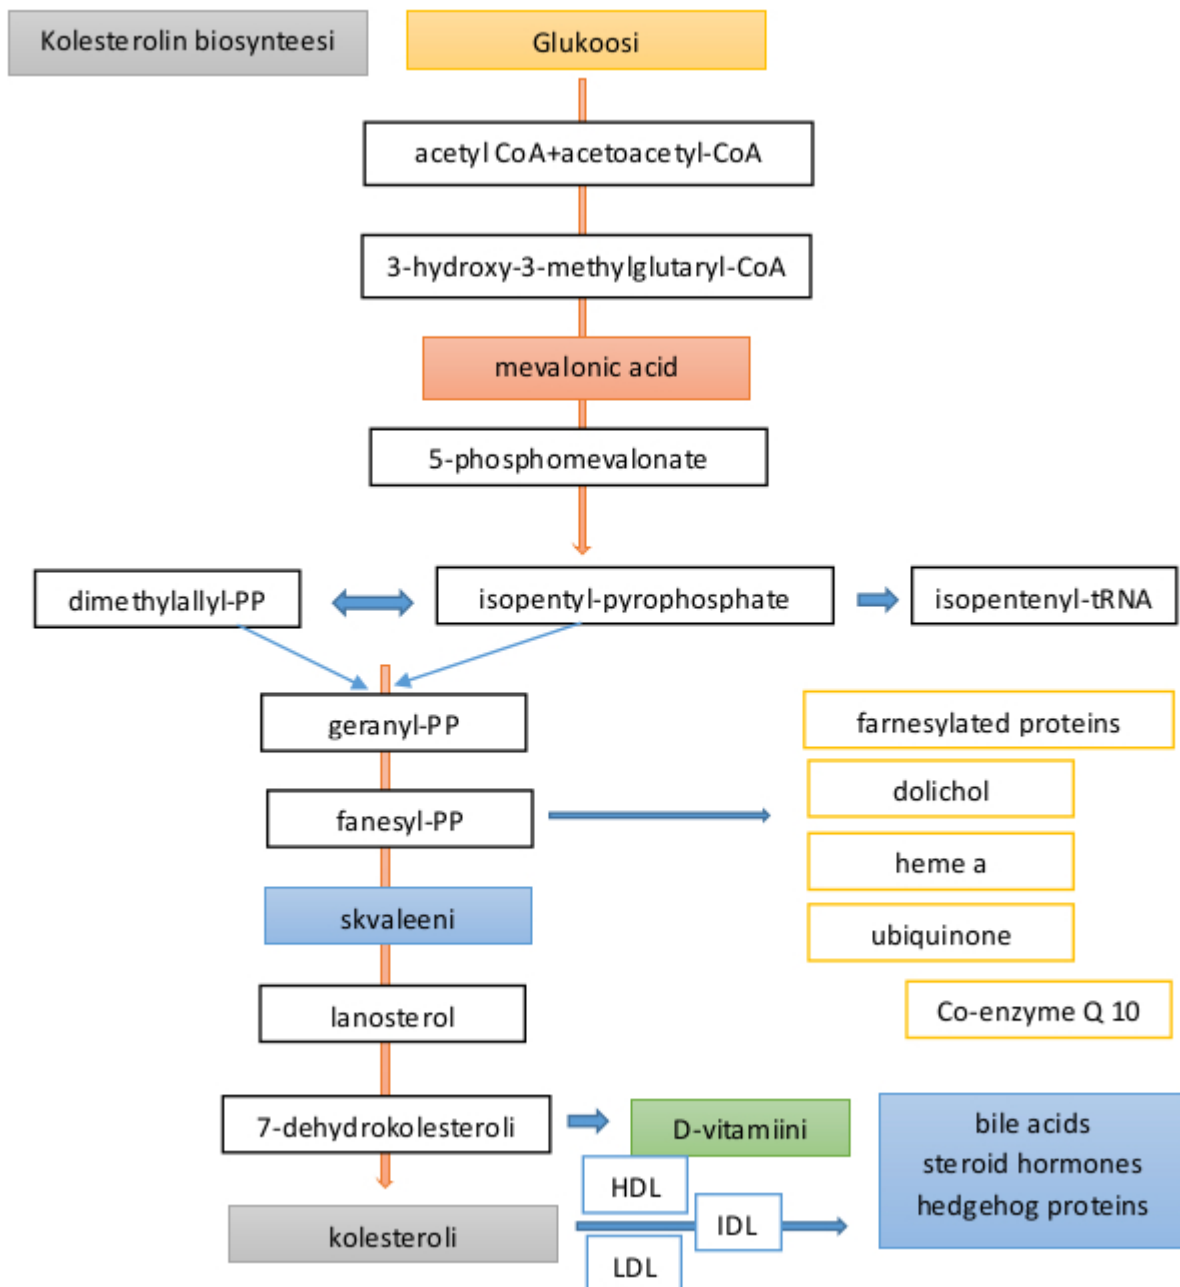 Kolesterolin biosynteesi
Glukoosi
acetyl CoA+acetoacetyl-CoA
3-hydroxy-3-methylglutaryl-CoA
mevalonic acid
5-phosphomevalonate
dimethylallyl-PP
isopentyl-pyrophosphate
isopentenyl-tRNA
geranyl-PP
farnesylated proteins
dolichol
fanesyl-PP
heme a
skvaleeni
ubiquinone
lanosterol
Co-enzyme Q 10
7-dehydrokolesteroli
D-vitamiini
bile acids
steroid hormones
hedgehog proteins
HDL
IDL
kolesteroli
LDL